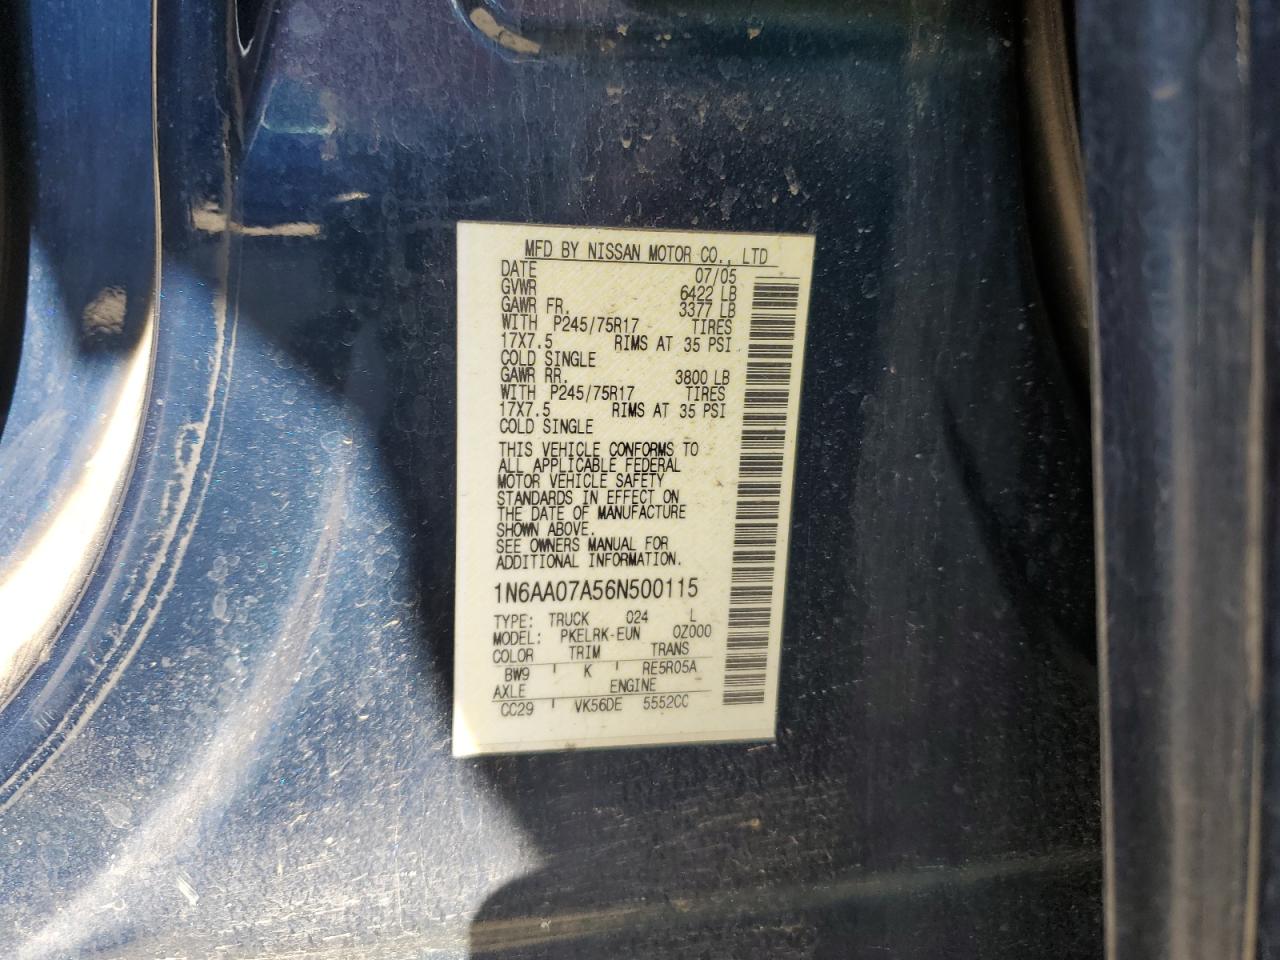 MFD BY NISSAN MOTOR CO., LTD
DATE 07/05
GVWR 6422 LB
GAWR FR. 3377 LB
WITH P245/75R17 TIRES
17X7.5 RIMS AT 35 PSI
COLD SINGLE
GAWR RR. 3800 LB
WITH P245/75R17 TIRES
17X7.5 RIMS AT 35 PSI
COLD SINGLE
THIS VEHICLE CONFORMS TO
ALL APPLICABLE FEDERAL
MOTOR VEHICLE SAFETY
STANDARDS IN EFFECT ON
THE DATE OF MANUFACTURE
SHOWN ABOVE.
SEE OWNERS MANUAL FOR
ADDITIONAL INFORMATION.
1N6AA07A56N500115
TYPE: TRUCK 024 L
MODEL: PKELRK-EUN 0Z000
COLOR TRIM TRANS
BW9 K RE5R05A
AXLE ENGINE
CC29 VK56DE 5552CC